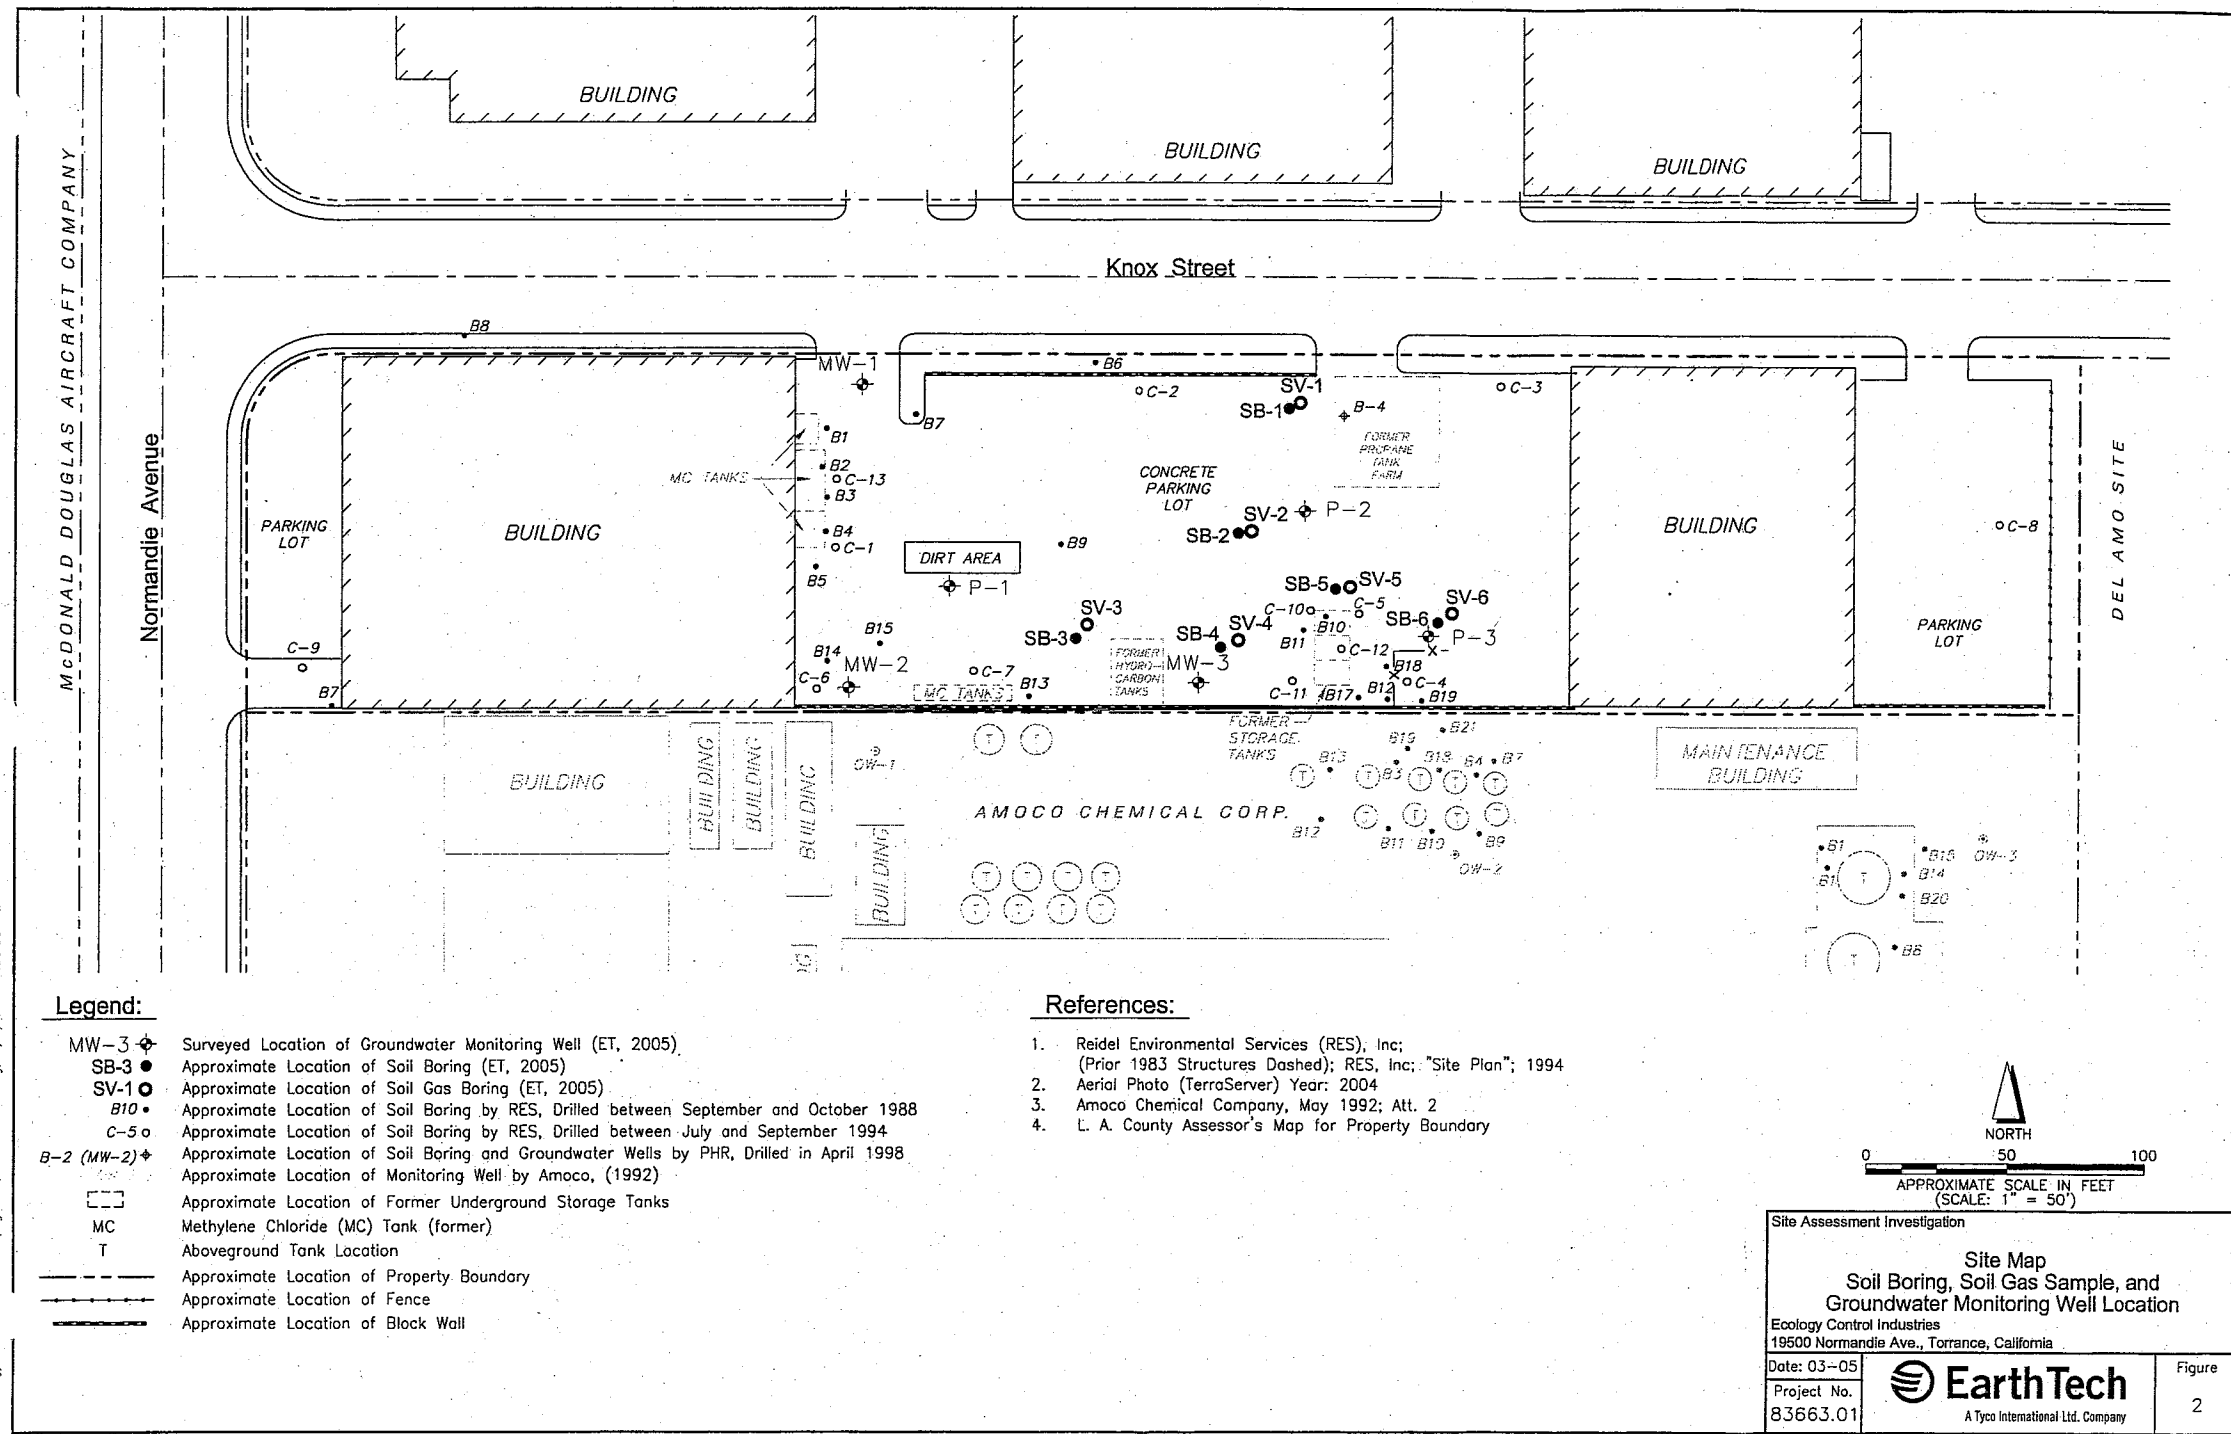 BUILDING
BUILDING
BUILDING
McDONALD DOUGLAS AIRCRAFT COMPANY
Normandie Avenue
Knox Street
DEL AMO SITE
B8
MW-1
B6
C-2
SV-1
SB-1
B-4
C-3
B7
B1
B2
C-13
B3
MC TANKS
B4
C-1
B5
FORMER
PROPANE
TANK
FARM
CONCRETE
PARKING
LOT
P-2
SV-2
SB-2
PARKING
LOT
BUILDING
B9
DIRT AREA
P-1
BUILDING
C-8
SB-5
SV-5
SV-3
SB-3
C-10
C-5
SV-6
SB-6
B10
B11
SV-4
SB-4
P-3
PARKING
LOT
B15
B14
MW-2
C-6
C-7
MC TANKS
B13
FORMER
HYDRO-
CARBON
TANKS
MW-3
C-12
B18
C-11
B17
B12
C-4
B19
C-9
B7
FORMER
STORAGE
TANKS
BUILDING
BUILDING
BUILDING
BUILDING
BUILDING
OW-1
T
T
B21
B19
B13
B3
B18
B4
B7
T
T
T
T
T
MAINTENANCE
BUILDING
AMOCO CHEMICAL CORP.
B12
T
T
T
T
B11
B10
B9
OW-2
T
T
T
T
T
T
T
T
B1
B1
T
B15
OW-3
B14
B20
T
B8
Legend:
MW-3 Surveyed Location of Groundwater Monitoring Well (ET, 2005)
SB-3 Approximate Location of Soil Boring (ET, 2005)
SV-1 Approximate Location of Soil Gas Boring (ET, 2005)
B10 Approximate Location of Soil Boring by RES, Drilled between September and October 1988
C-5 Approximate Location of Soil Boring by RES, Drilled between July and September 1994
B-2 (MW-2) Approximate Location of Soil Boring and Groundwater Wells by PHR, Drilled in April 1998
Approximate Location of Monitoring Well by Amoco, (1992)
Approximate Location of Former Underground Storage Tanks
MC Methylene Chloride (MC) Tank (former)
T Aboveground Tank Location
Approximate Location of Property Boundary
Approximate Location of Fence
Approximate Location of Block Wall
References:
1. Reidel Environmental Services (RES), Inc;
(Prior 1983 Structures Dashed); RES, Inc; "Site Plan"; 1994
2. Aerial Photo (TerraServer) Year: 2004
3. Amoco Chemical Company, May 1992; Att. 2
4. L. A. County Assessor's Map for Property Boundary
NORTH
0 50 100
APPROXIMATE SCALE IN FEET
(SCALE: 1" = 50')
Site Assessment Investigation
Site Map
Soil Boring, Soil Gas Sample, and
Groundwater Monitoring Well Location
Ecology Control Industries
19500 Normandie Ave., Torrance, California
Date: 03-05
Project No.
83663.01
EarthTech
A Tyco International Ltd. Company
Figure
2